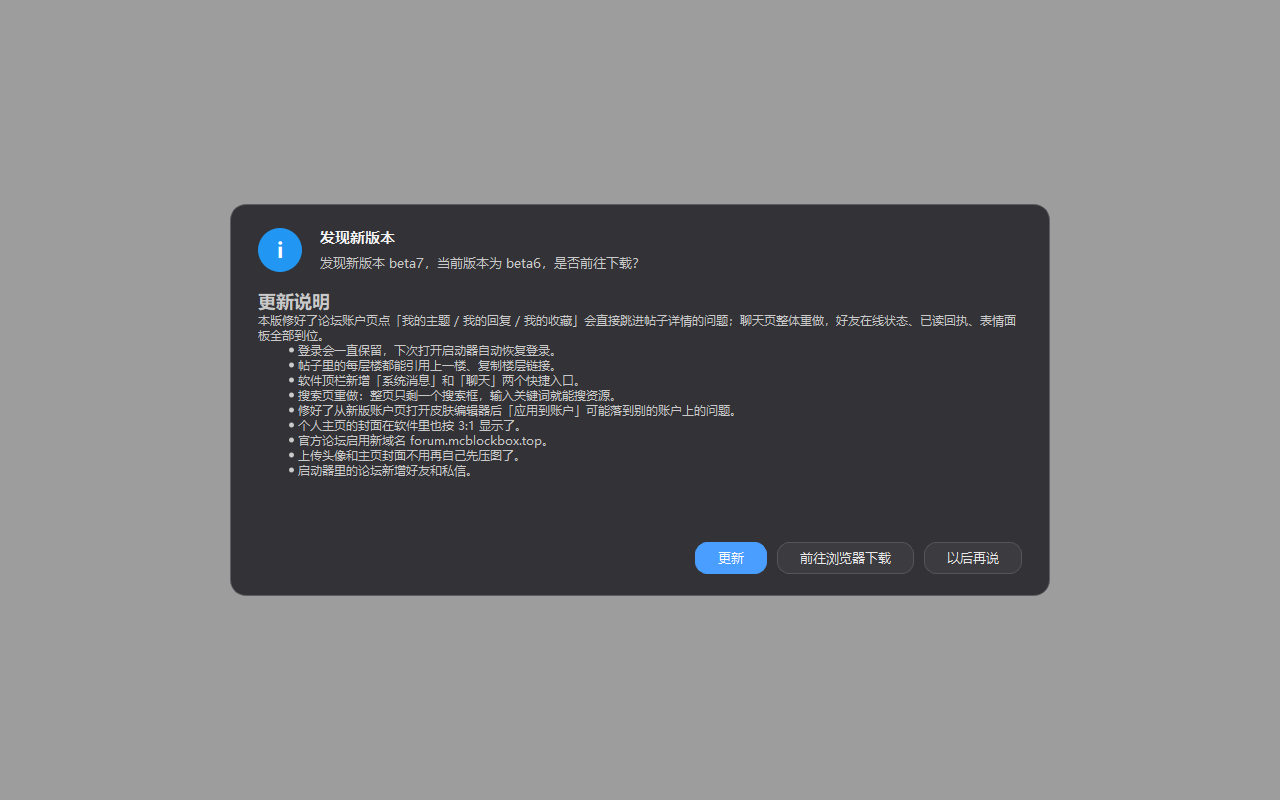 发现新版本
发现新版本 beta7，当前版本为 beta6，是否前往下载？
更新说明
本版修好了论坛账户页点「我的主题 / 我的回复 / 我的收藏」会直接跳进帖子详情的问题；聊天页整体重做，好友在线状态、已读回执、表情面
板全部到位。
• 登录会一直保留，下次打开启动器自动恢复登录。
• 帖子里的每层楼都能引用上一楼、复制楼层链接。
• 软件顶栏新增「系统消息」和「聊天」两个快捷入口。
• 搜索页重做：整页只剩一个搜索框，输入关键词就能搜资源。
• 修好了从新版账户页打开皮肤编辑器后「应用到账户」可能落到别的账户上的问题。
• 个人主页的封面在软件里也按 3:1 显示了。
• 官方论坛启用新域名 forum.mcblockbox.top。
• 上传头像和主页封面不用再自己先压图了。
• 启动器里的论坛新增好友和私信。
更新
前往浏览器下载
以后再说